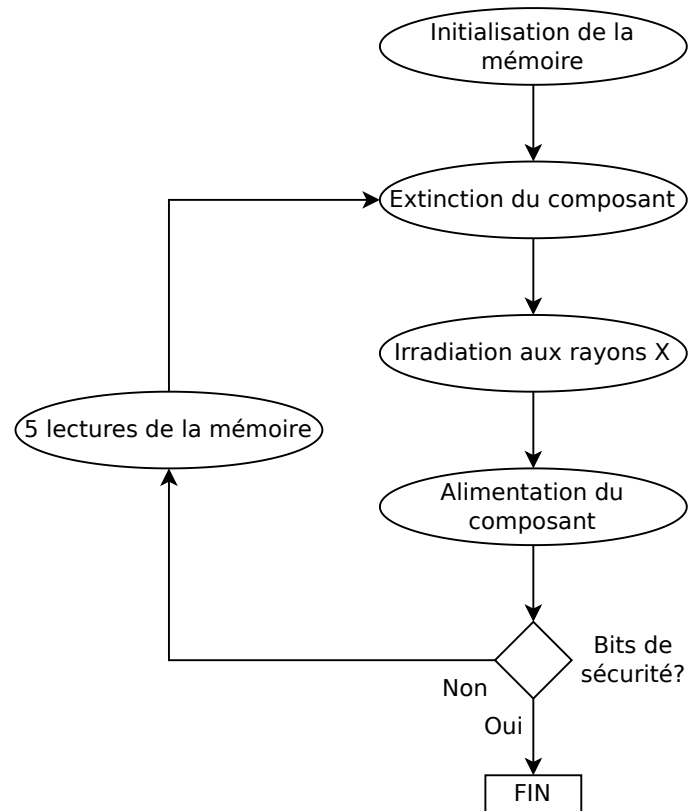 Initialisation de la
mémoire
Extinction du composant
Irradiation aux rayons X
5 lectures de la mémoire
Alimentation du
composant
Bits de
sécurité?
Non
Oui
FIN